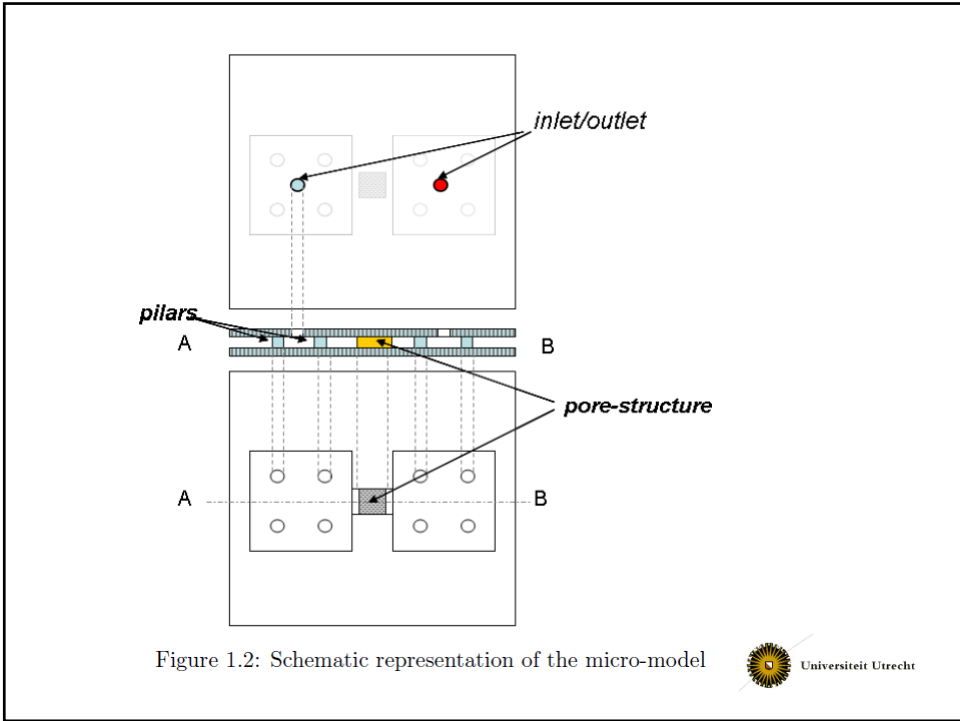 inlet/outlet
pilars
A
B
pore-structure
A
B
Figure 1.2: Schematic representation of the micro-model
Universiteit Utrecht